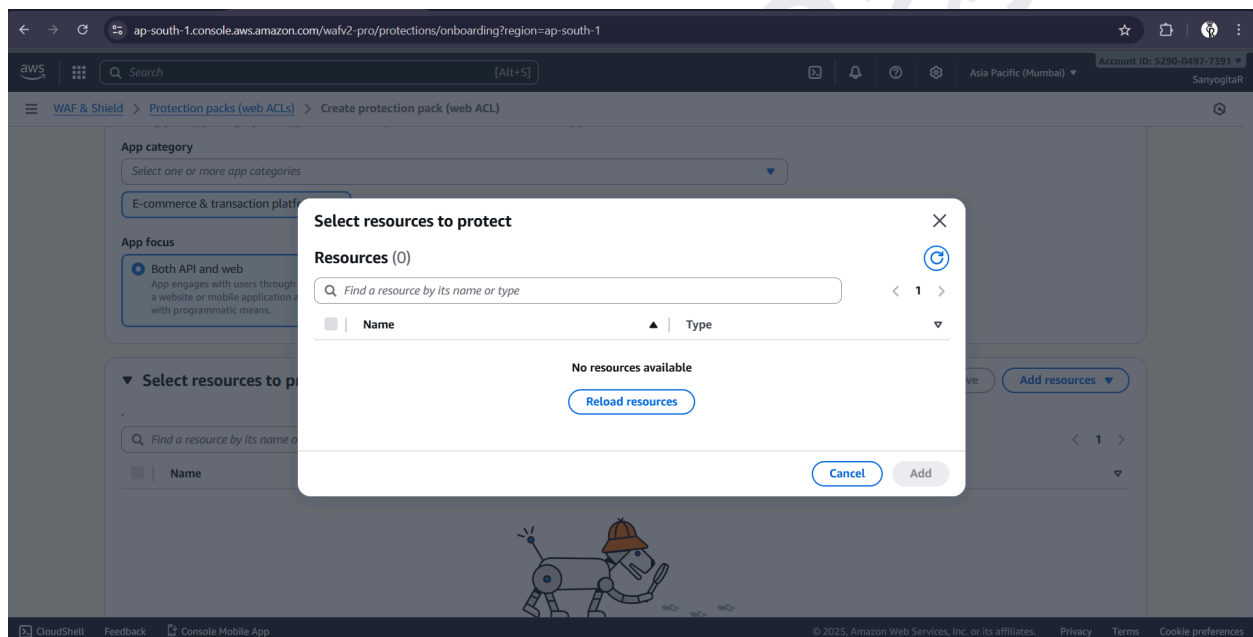 ap-south-1.console.aws.amazon.com/wafv2-pro/protections/onboarding?region=ap-south-1
aws
Search
[Alt+S]
Asia Pacific (Mumbai)
Account ID: 5290-0497-7391
SanyogitaR
WAF & Shield > Protection packs (web ACLs) > Create protection pack (web ACL)
App category
Select one or more app categories
E-commerce & transaction
App focus
Both API and web
App engages with users through
a website or mobile application
with programmatic means.
Select resources to protect
Resources (0)
Find a resource by its name or type
1
Name
Type
No resources available
Reload resources
Cancel
Add
Select resources to
Add resources
Find a resource by its name
1
Name
CloudShell
Feedback
Console Mobile App
© 2025, Amazon Web Services, Inc. or its affiliates.
Privacy
Terms
Cookie preferences